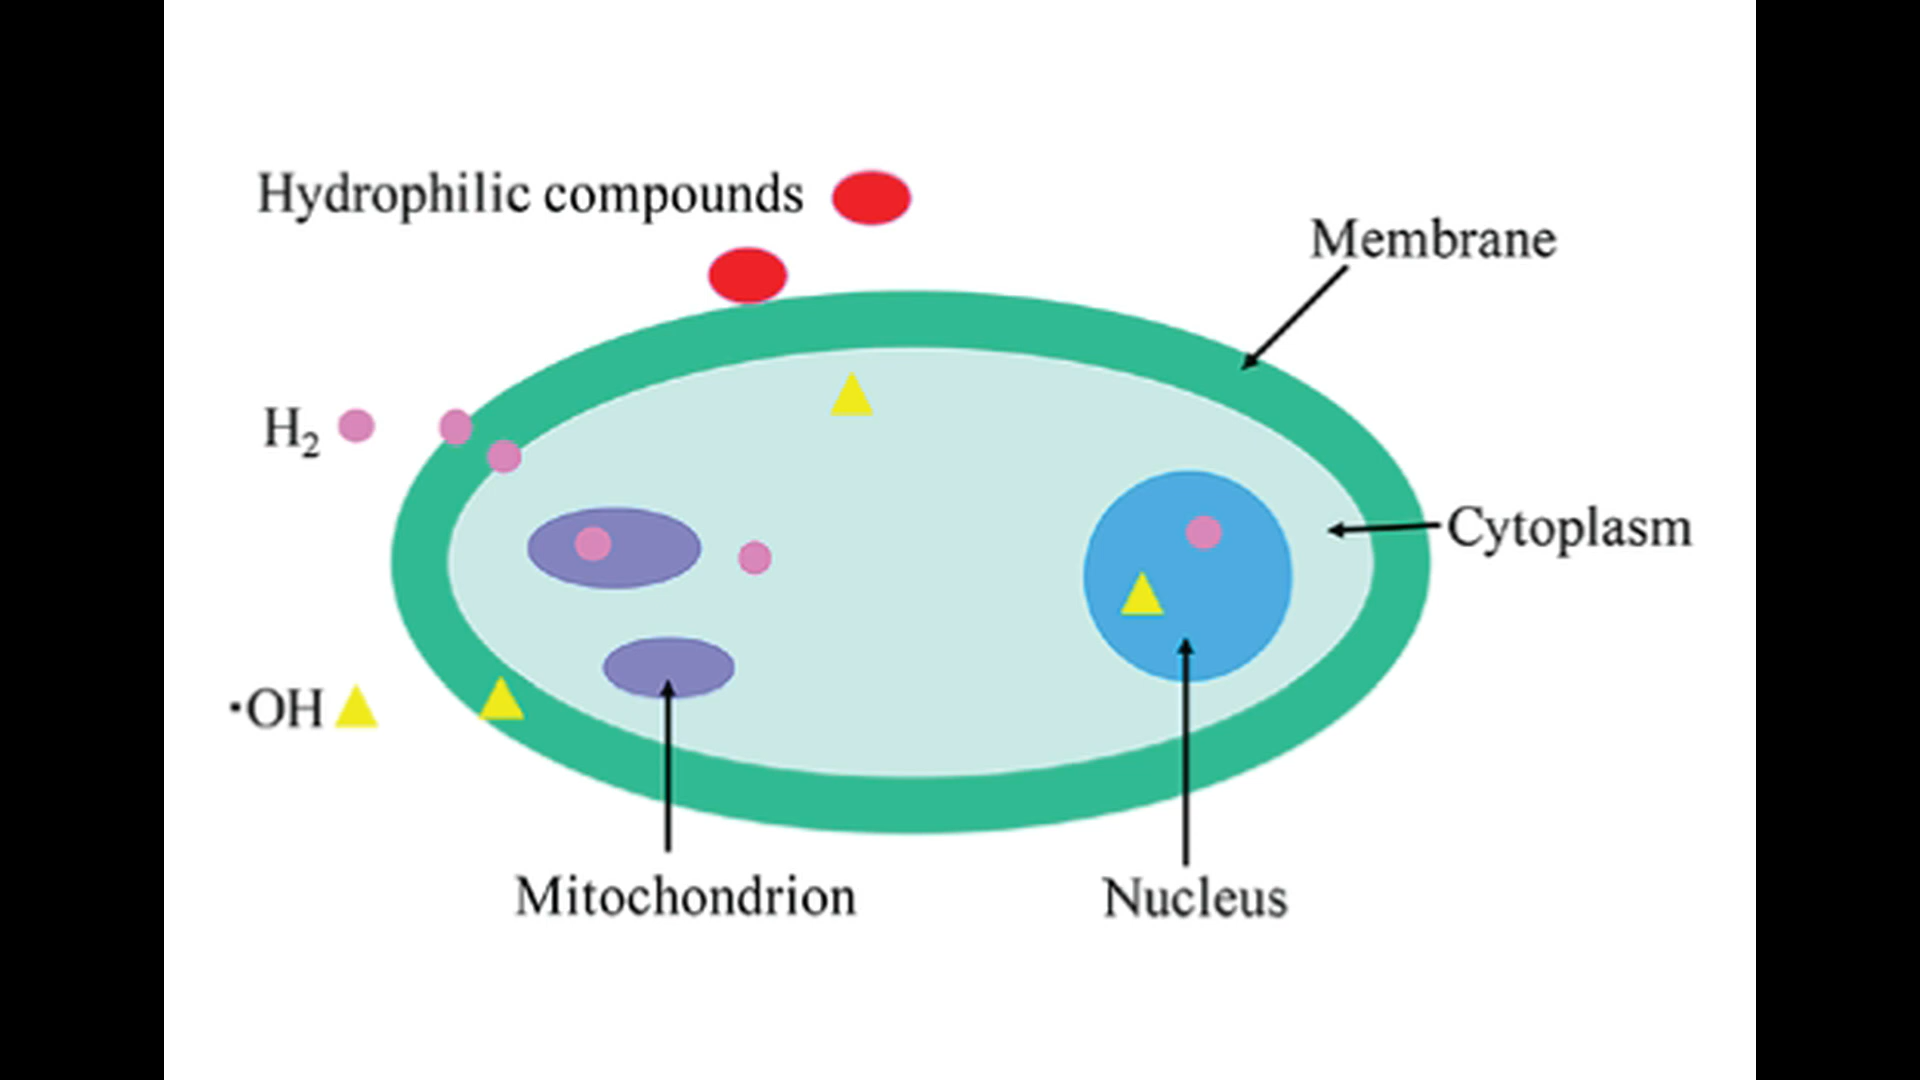 Hydrophilic compounds
Membrane
H₂
Cytoplasm
·OH
Mitochondrion
Nucleus